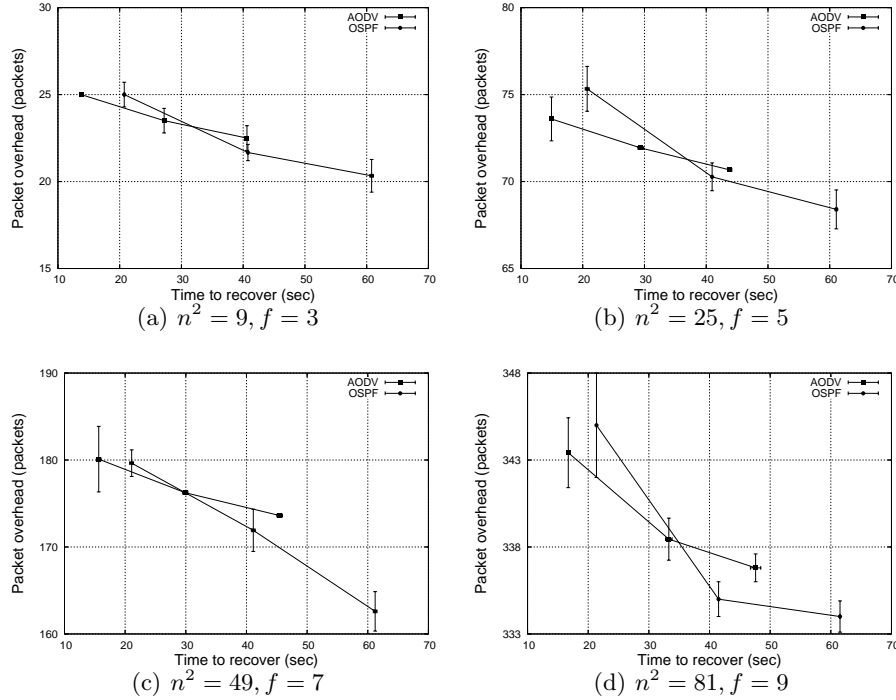 30
25
20
15
10 20 30 40 50 60 70
Packet overhead (packets)
Time to recover (sec)
AODV
OSPF
(a) n² = 9, f = 3
80
75
70
65
10 20 30 40 50 60 70
Packet overhead (packets)
Time to recover (sec)
AODV
OSPF
(b) n² = 25, f = 5
190
180
170
160
10 20 30 40 50 60 70
Packet overhead (packets)
Time to recover (sec)
AODV
OSPF
(c) n² = 49, f = 7
348
343
338
333
10 20 30 40 50 60 70
Packet overhead (packets)
Time to recover (sec)
AODV
OSPF
(d) n² = 81, f = 9